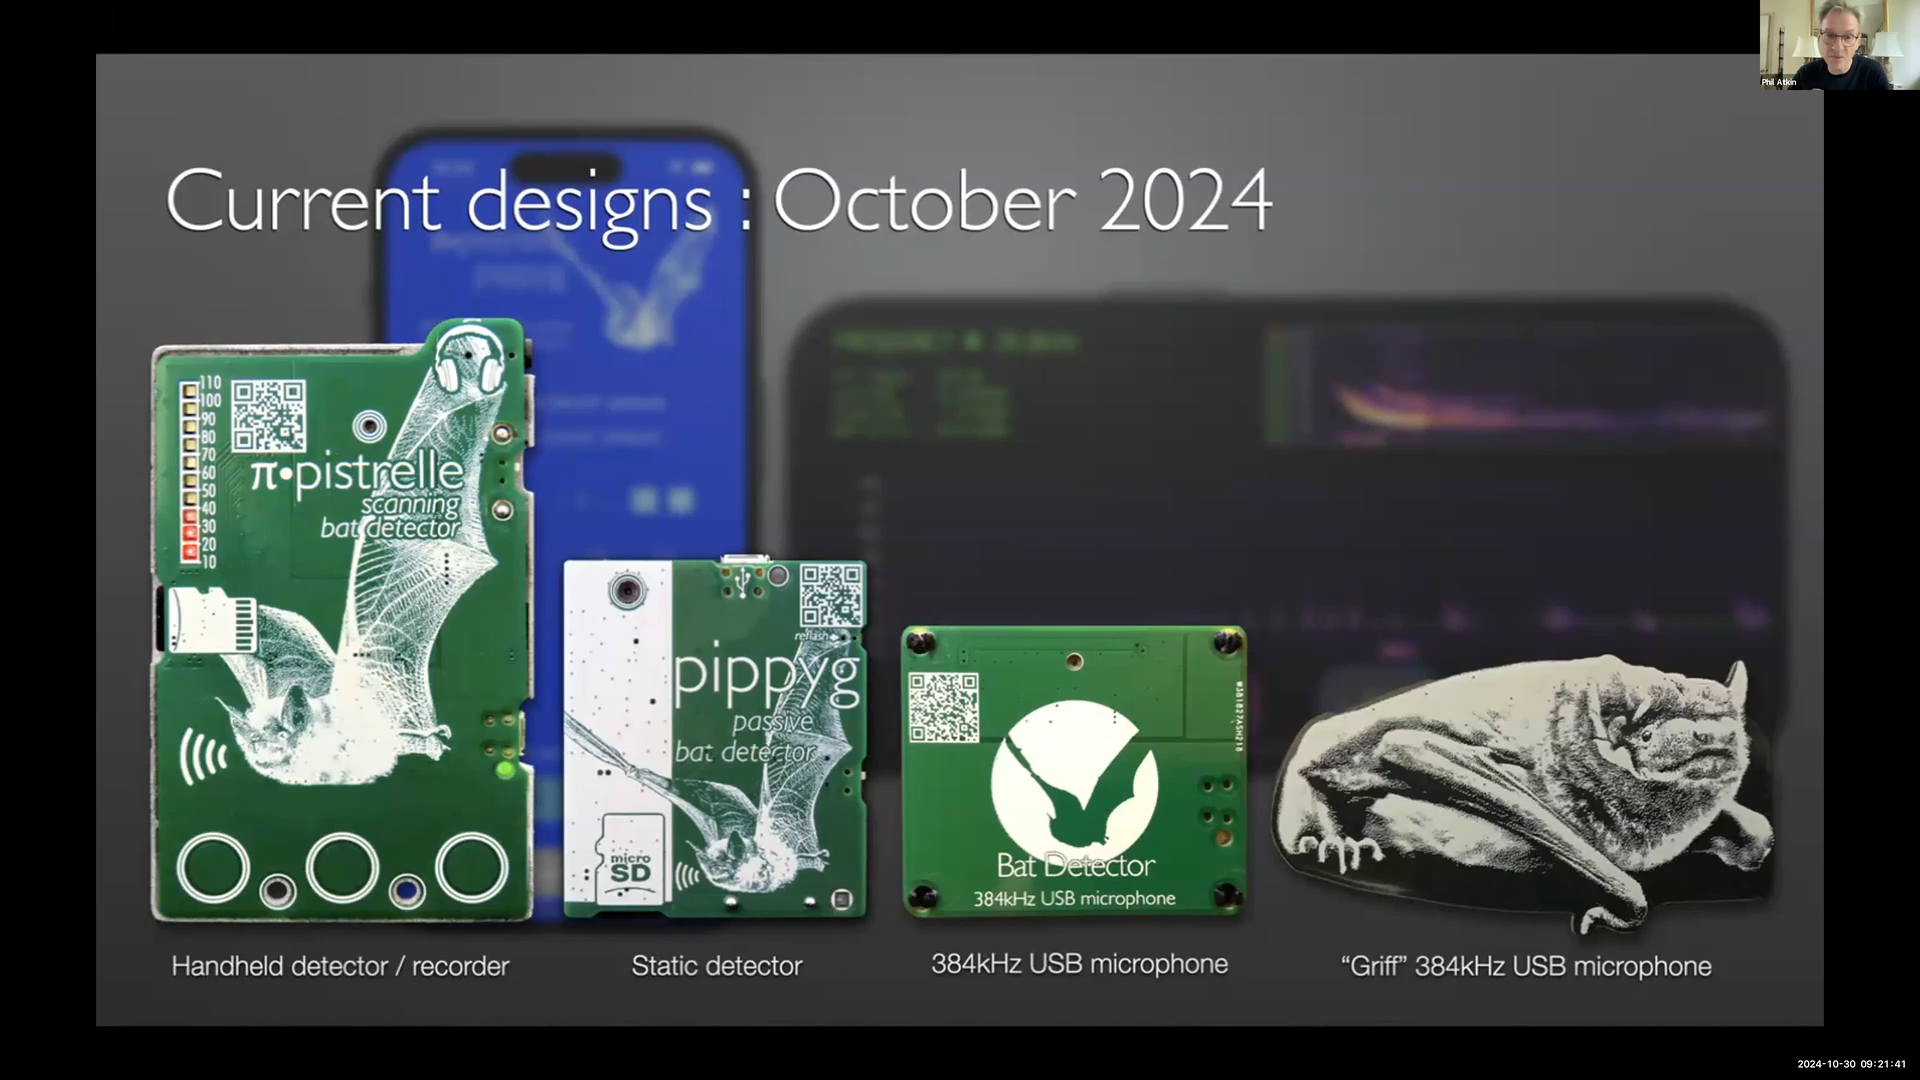 Phil Atkin
Current designs : October 2024
110
100
90
80
70
60
50
40
30
20
10
π•pistrelle
scanning
bat detector
reflash
pippyg
passive
bat detector
micro
SD
W381827ASH218
Bat Detector
384kHz USB microphone
Handheld detector / recorder
Static detector
384kHz USB microphone
“Griff” 384kHz USB microphone
2024-10-30 09:21:41